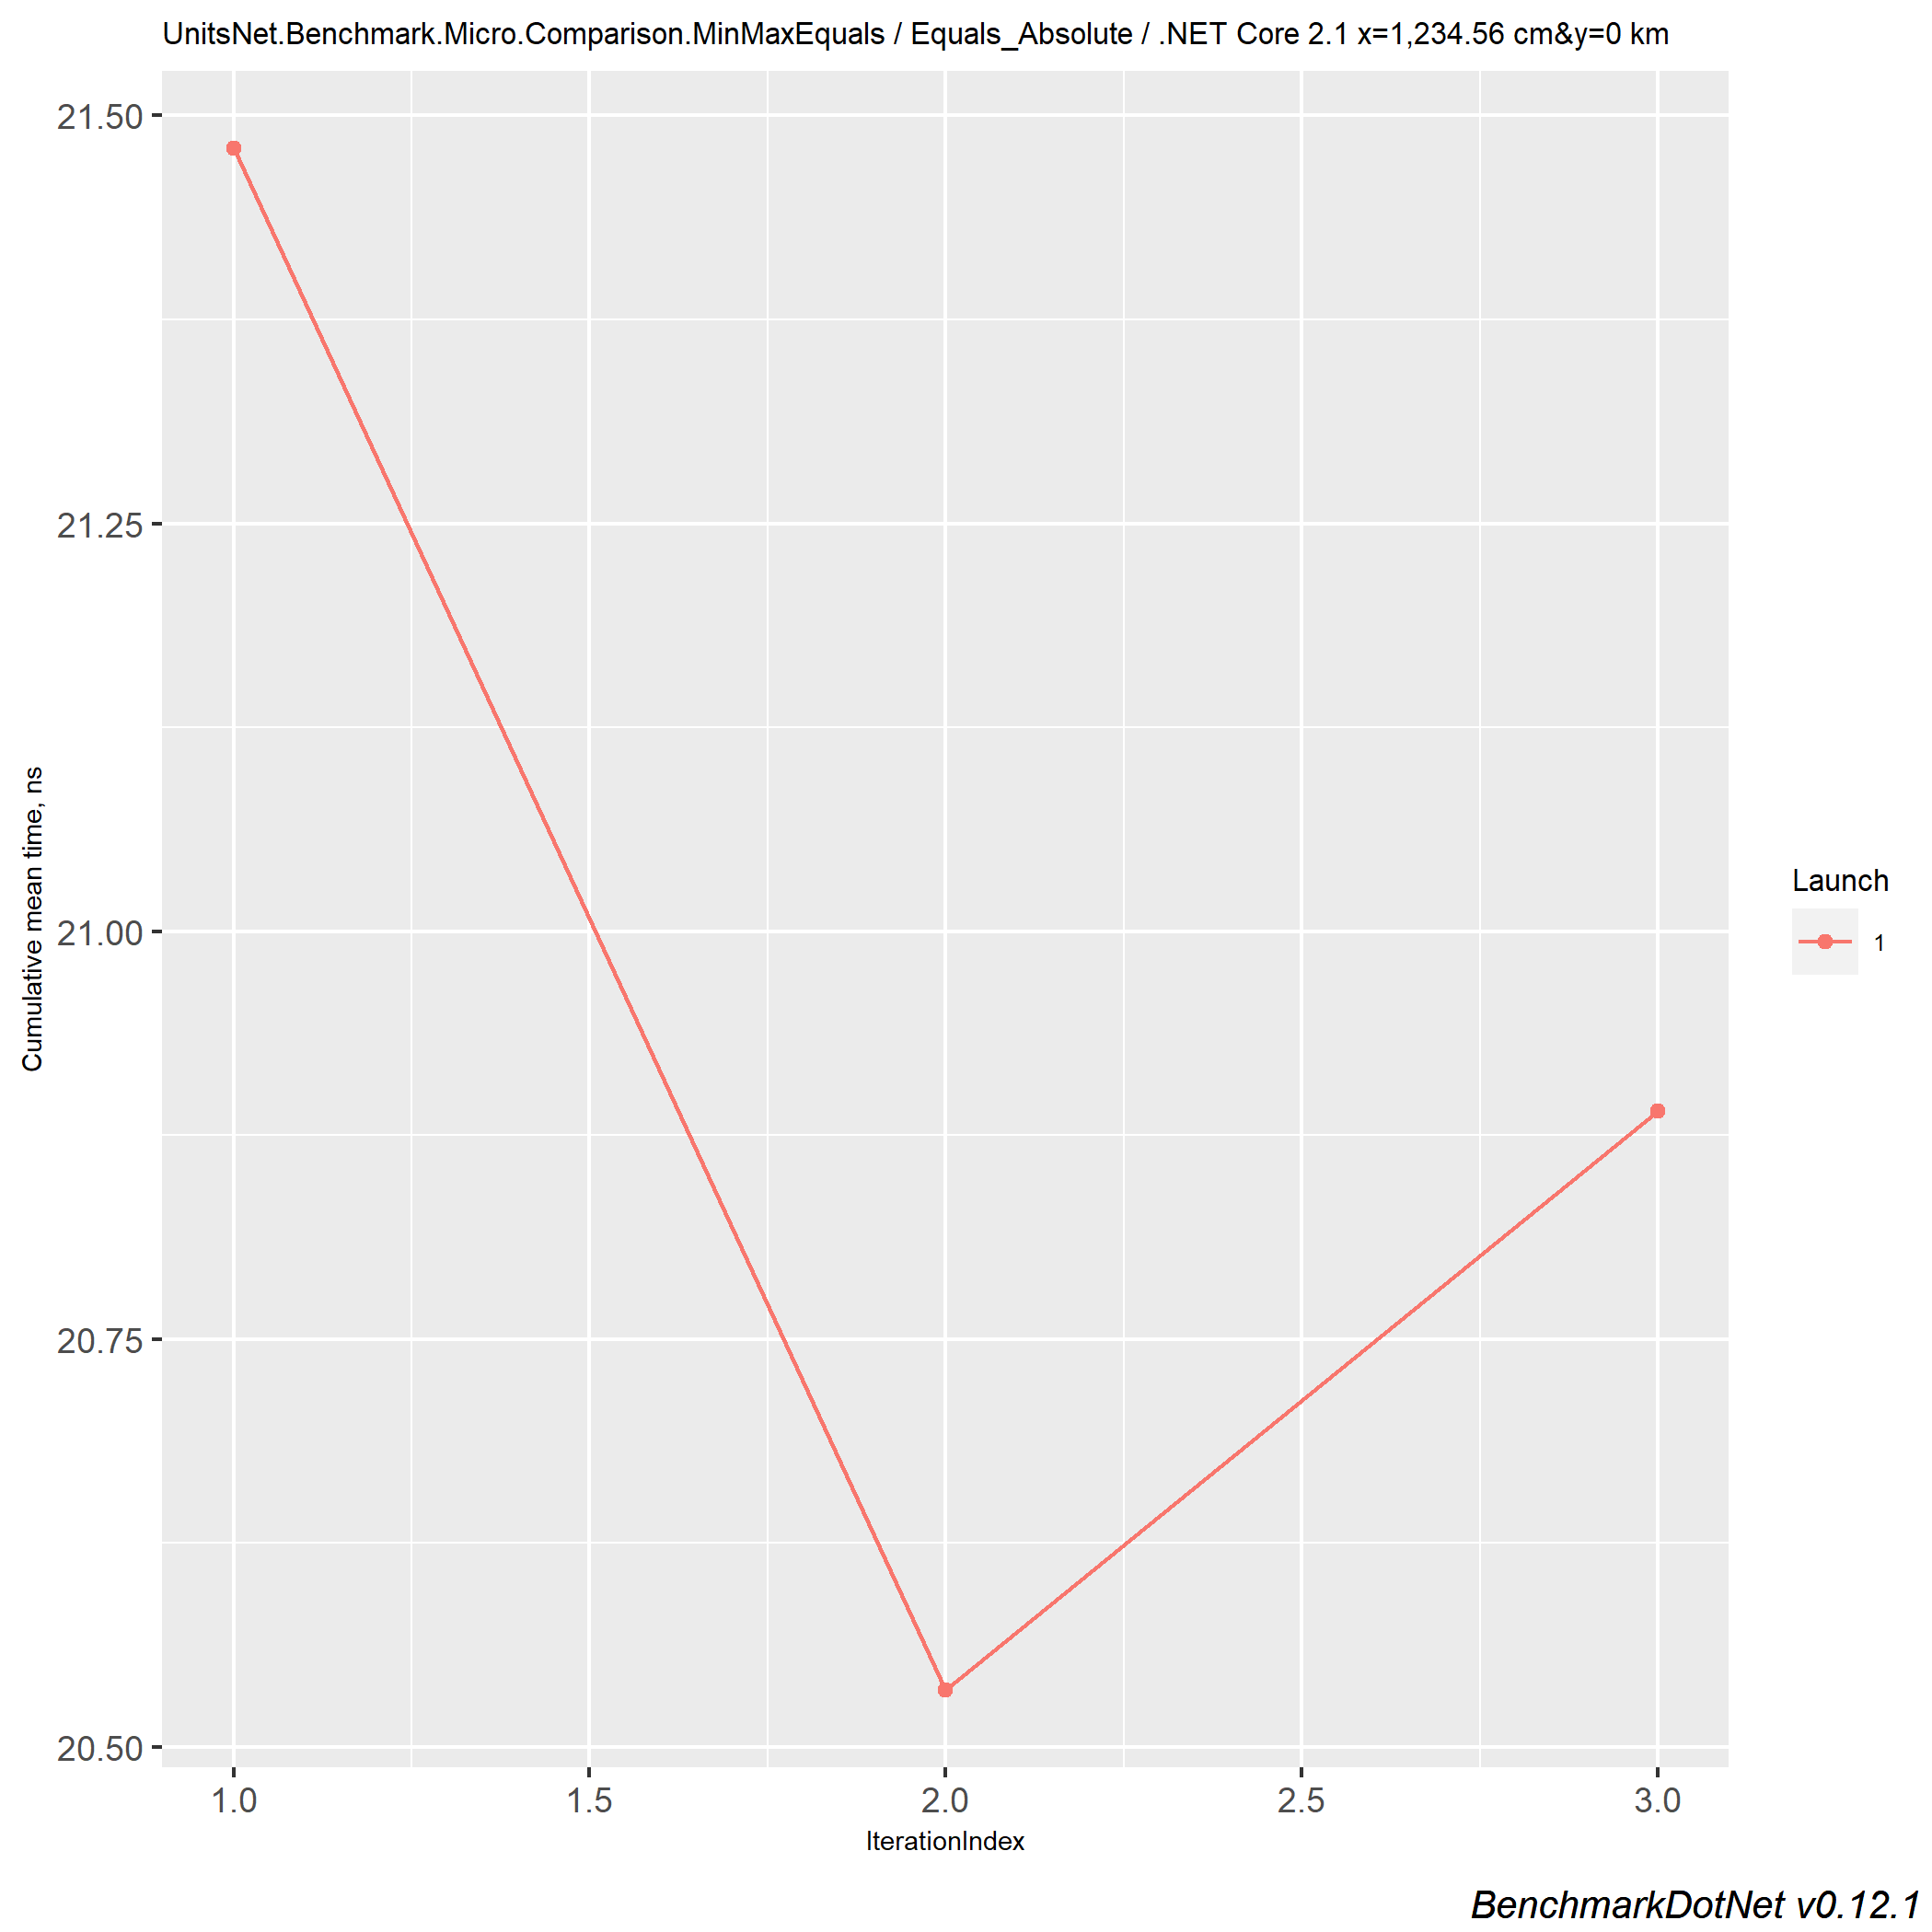 UnitsNet.Benchmark.Micro.Comparison.MinMaxEquals / Equals_Absolute / .NET Core 2.1 x=1,234.56 cm&y=0 km
21.50
21.25
21.00
20.75
20.50
Cumulative mean time, ns
1.0 1.5 2.0 2.5 3.0
IterationIndex
Launch
1
BenchmarkDotNet v0.12.1